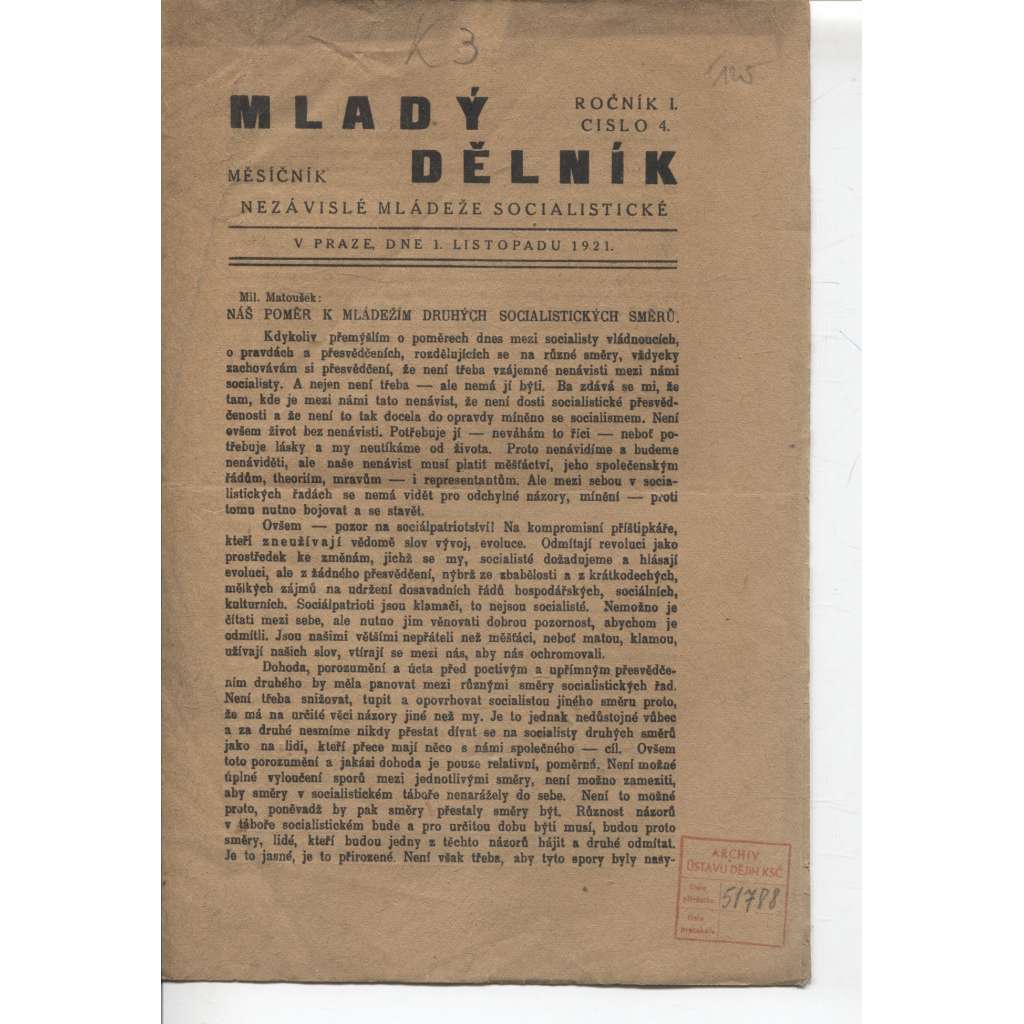 K 3
125
MLADÝ
ROČNÍK I.
CISLO 4.
MĚSÍČNÍK
DĚLNÍK
NEZÁVISLÉ MLÁDEŽE SOCIALISTICKÉ
V PRAZE, DNE 1. LISTOPADU 1921.
Mil. Matoušek:
NÁŠ POMĚR K MLÁDEŽÍM DRUHÝCH SOCIALISTICKÝCH SMĚRŮ.
Kdykoliv přemýšlím o poměrech dnes mezi socialisty vládnoucích,
o pravdách a přesvědčeních, rozdělujících se na různé směry, vždycky
zachovávám si přesvědčení, že není třeba vzájemné nenávisti mezi námi
socialisty. A nejen není třeba — ale nemá jí býti. Ba zdává se mi, že
tam, kde je mezi námi tato nenávist, že není dosti socialistické přesvěd-
čenosti a že není to tak docela do opravdy míněno se socialismem. Není
ovšem život bez nenávisti. Potřebuje jí — neváhám to říci — neboť po-
třebuje lásky a my neutíkáme od života. Proto nenávidíme a budeme
nenáviděti, ale naše nenávist musí platit měšťáctví, jeho společenským
řádům, theoriím, mravům — i representantům. Ale mezi sebou v socia-
listických řadách se nemá vidět pro odchylné názory, mínění — proti
tomu nutno bojovat a se stavět.
Ovšem — pozor na sociálpatriotství! Na kompromisní příštipkáře,
kteří zneužívají vědomě slov vývoj, evoluce. Odmítají revoluci jako
prostředek ke změnám, jichž se my, socialisté dožadujeme a hlásají
evoluci, ale z žádného přesvědčení, nýbrž ze zbabělosti a z krátkodechých,
mělkých zájmů na udržení dosavadních řádů hospodářských, sociálních,
kulturních. Sociálpatrioti jsou klamači, to nejsou socialisté. Nemožno je
čítati mezi sebe, ale nutno jim věnovati dobrou pozornost, abychom je
odmítli. Jsou našimi většími nepřáteli než měšťáci, neboť matou, klamou,
užívají našich slov, vtírají se mezi nás, aby nás ochromovali.
Dohoda, porozumění a úcta před poctivým a upřímným přesvědče-
ním druhého by měla panovat mezi různými směry socialistických řad.
Není třeba snižovat, tupit a opovrhovat socialistou jiného směru proto,
že má na určité věci názory jiné než my. Je to jednak nedůstojné vůbec
a za druhé nesmíme nikdy přestat dívat se na socialisty druhých směrů
jako na lidi, kteří přece mají něco s námi společného — cíl. Ovšem
toto porozumění a jakási dohoda je pouze relativní, poměrná. Není možné
úplné vyloučení sporů mezi jednotlivými směry, není možno zameziti,
aby směry v socialistickém táboře nenarážely do sebe. Není to možné
proto, poněvadž by pak směry přestaly směry být. Různost názorů
v táboře socialistickém bude a pro určitou dobu býti musí, budou proto
směry, lidé, kteří budou jedny z těchto názorů hájit a druhé odmítat.
Je to jasné, je to přirozené. Není však třeba, aby tyto spory byly nasy-
ARCHIV
ÚSTAVU DĚJIN KSČ
číslo
přírůstku
51788
číslo
protokolu